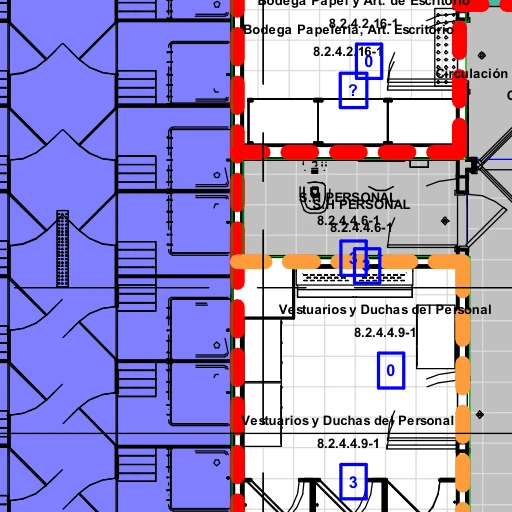 Bodega Papel y Art. de Escritorio
8.2.4.2.16-1
Bodega Papelería, Art. Escritorio
8.2.4.2.16-1
0
?
Circulación
S.H PERSONAL
S.H PERSONAL
8.2.4.4.6-1
8.2.4.4.6-1
3
Vestuarios y Duchas del Personal
8.2.4.4.9-1
0
Vestuarios y Duchas del Personal
8.2.4.4.9-1
3